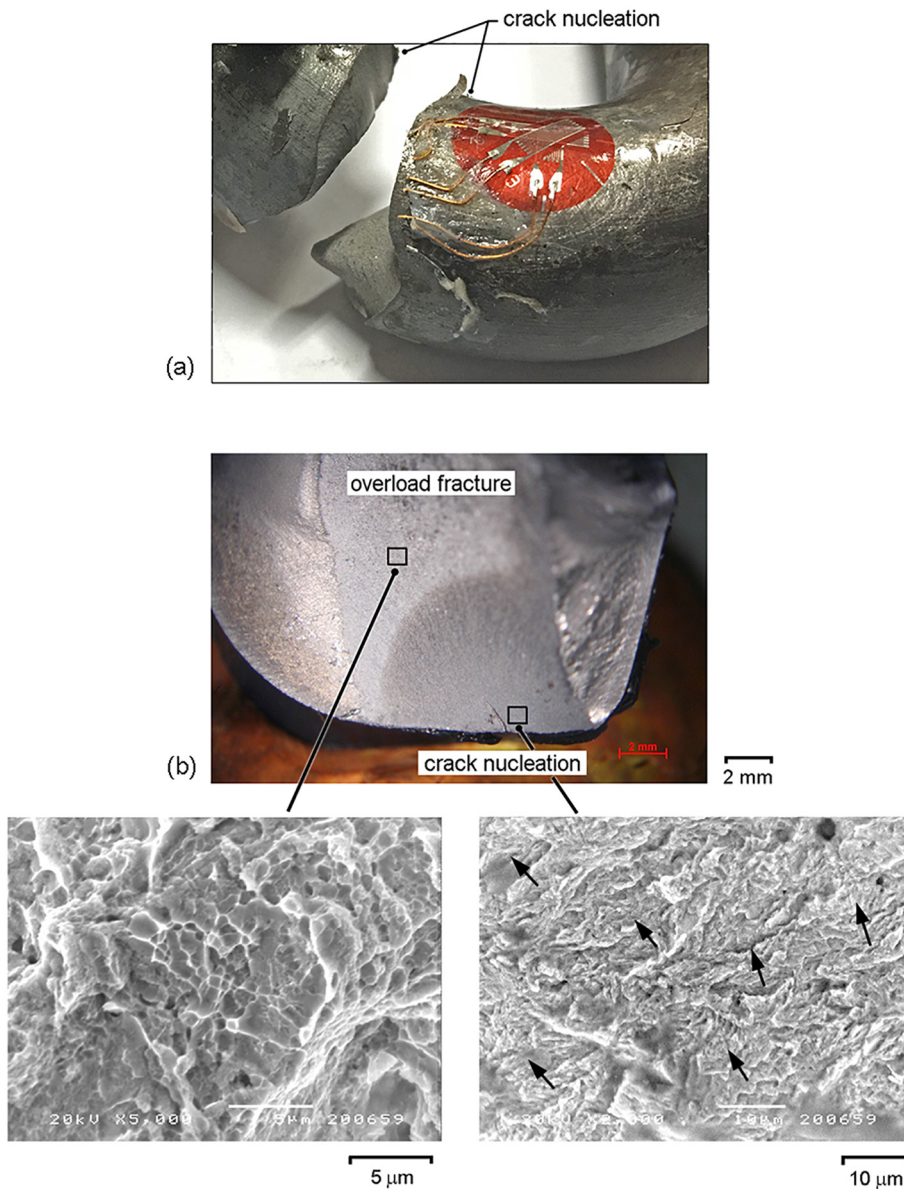 crack nucleation
(a)
overload fracture
crack nucleation
2 mm
2 mm
(b)
20kV X5,000 5μm 200659
10μm 200659
5 μm
10 μm